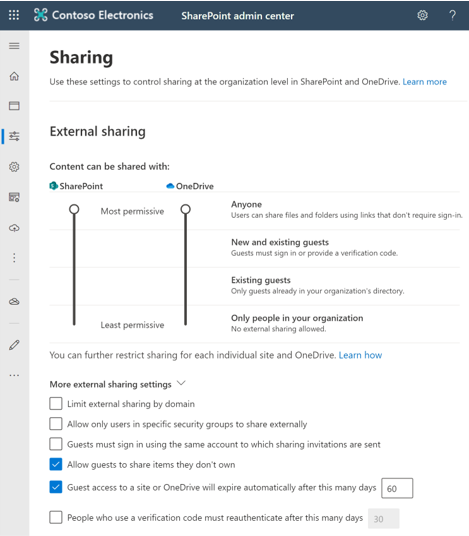 Contoso Electronics SharePoint admin center ?
Sharing
Use these settings to control sharing at the organization level in SharePoint and OneDrive. Learn more
External sharing
Content can be shared with:
SharePoint OneDrive
Most permissive
Anyone
Users can share files and folders using links that don't require sign-in.
New and existing guests
Guests must sign in or provide a verification code.
Existing guests
Only guests already in your organization's directory.
Least permissive
Only people in your organization
No external sharing allowed.
You can further restrict sharing for each individual site and OneDrive. Learn how
More external sharing settings
Limit external sharing by domain
Allow only users in specific security groups to share externally
Guests must sign in using the same account to which sharing invitations are sent
Allow guests to share items they don't own
Guest access to a site or OneDrive will expire automatically after this many days 60
People who use a verification code must reauthenticate after this many days 30